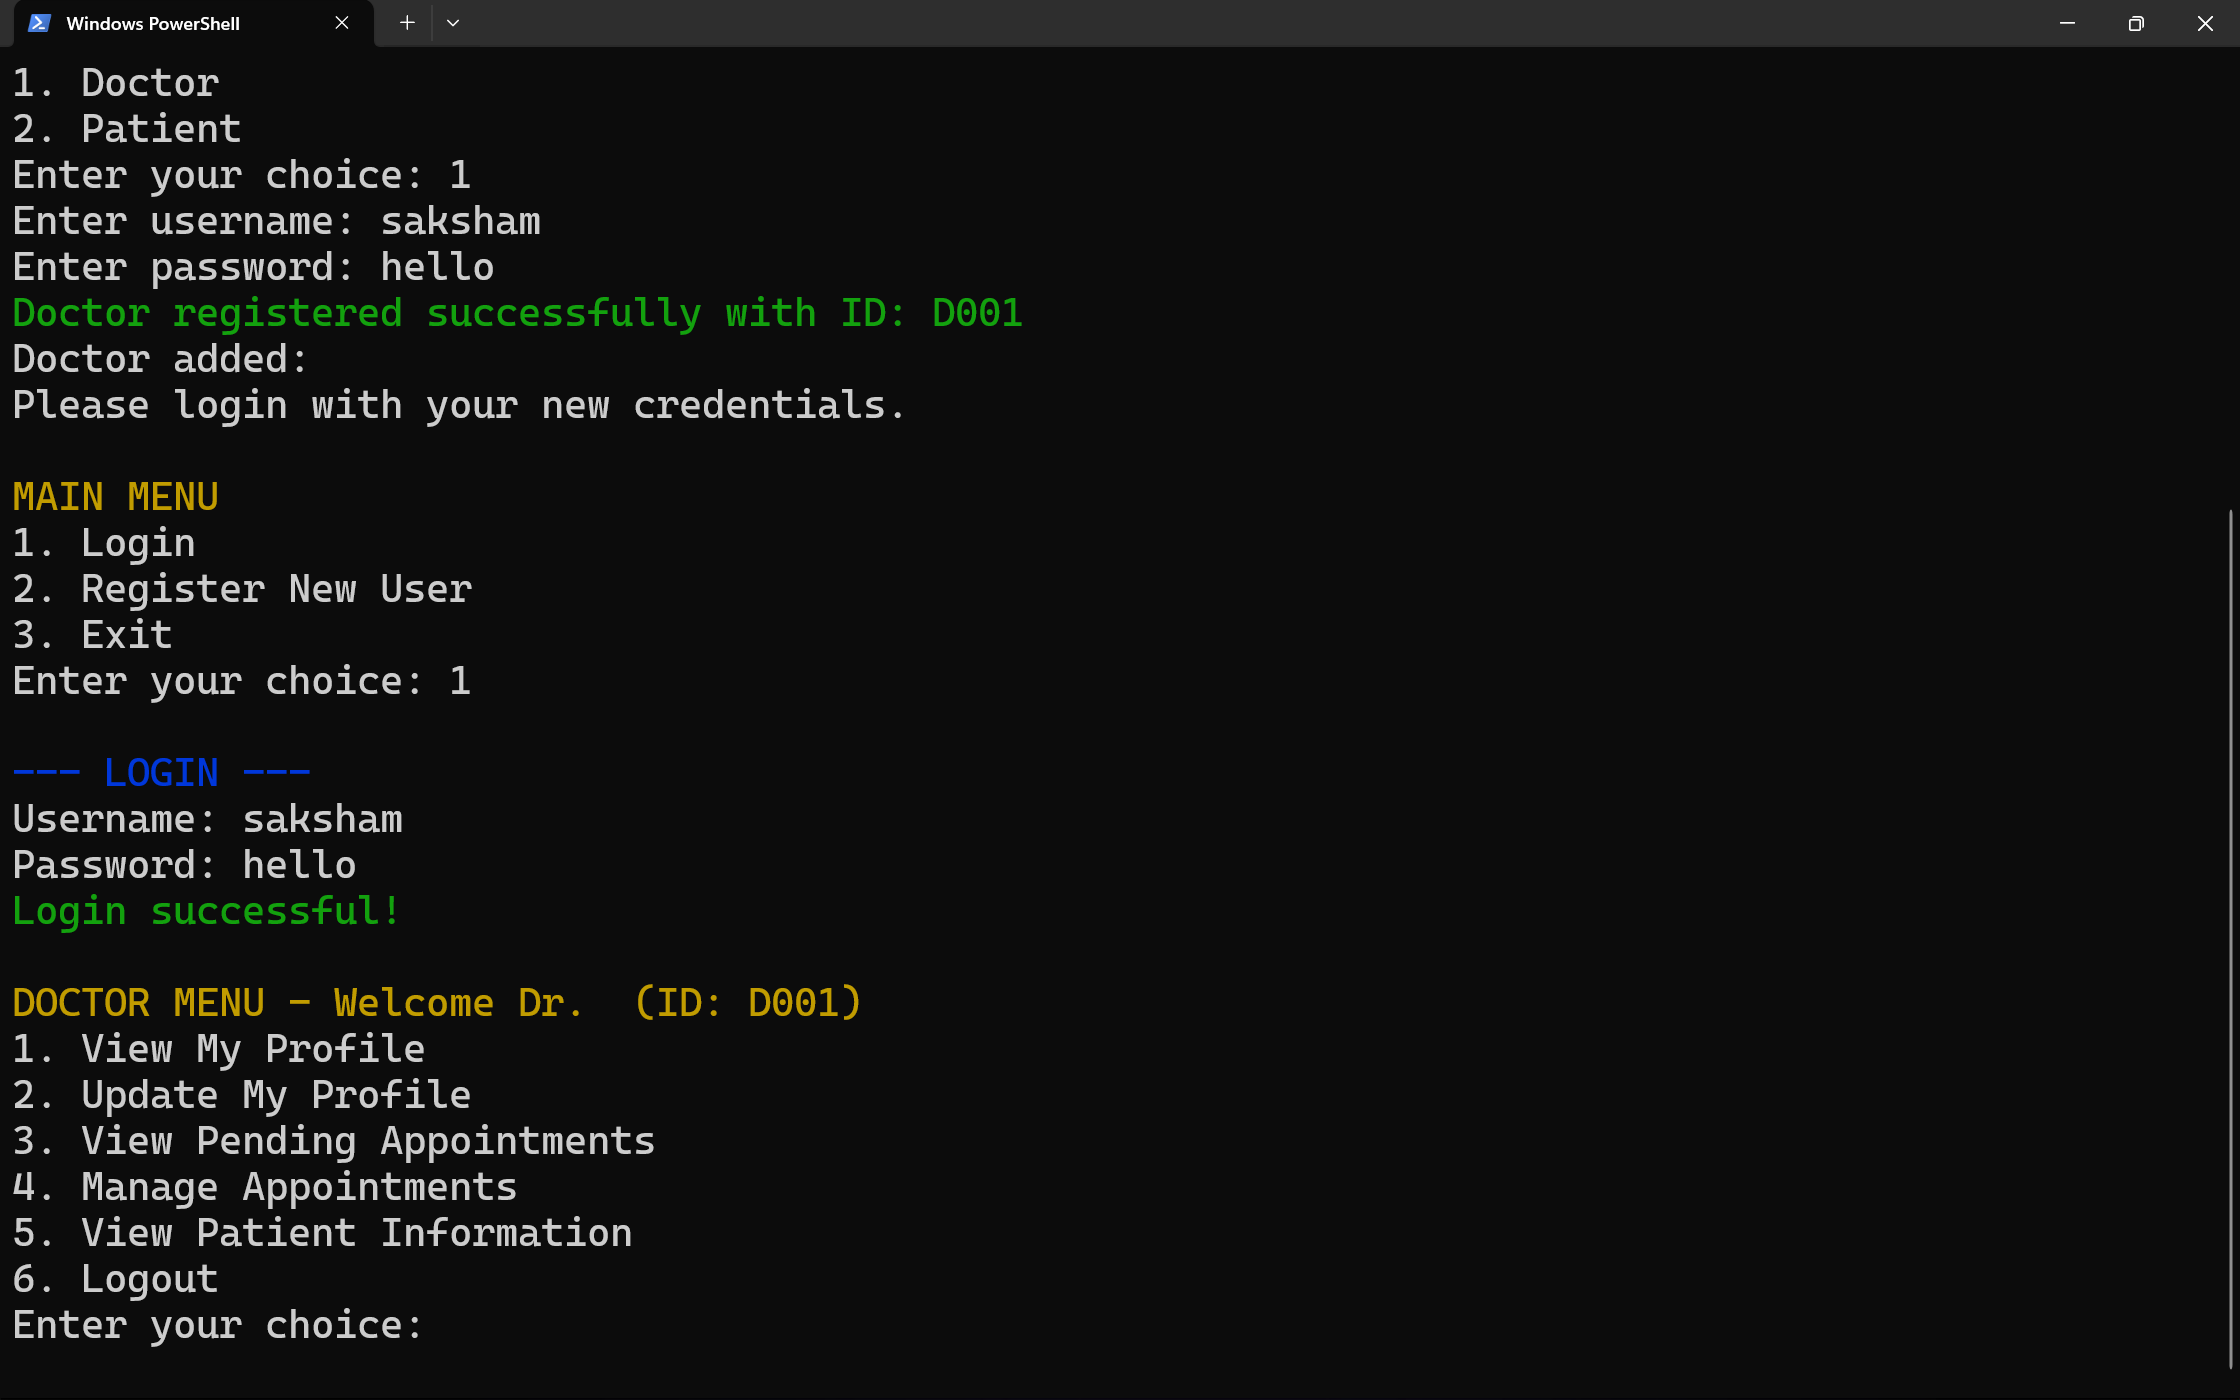 Windows PowerShell
1. Doctor
2. Patient
Enter your choice: 1
Enter username: saksham
Enter password: hello
Doctor registered successfully with ID: D001
Doctor added:
Please login with your new credentials.
MAIN MENU
1. Login
2. Register New User
3. Exit
Enter your choice: 1
--- LOGIN ---
Username: saksham
Password: hello
Login successful!
DOCTOR MENU - Welcome Dr.  (ID: D001)
1. View My Profile
2. Update My Profile
3. View Pending Appointments
4. Manage Appointments
5. View Patient Information
6. Logout
Enter your choice: